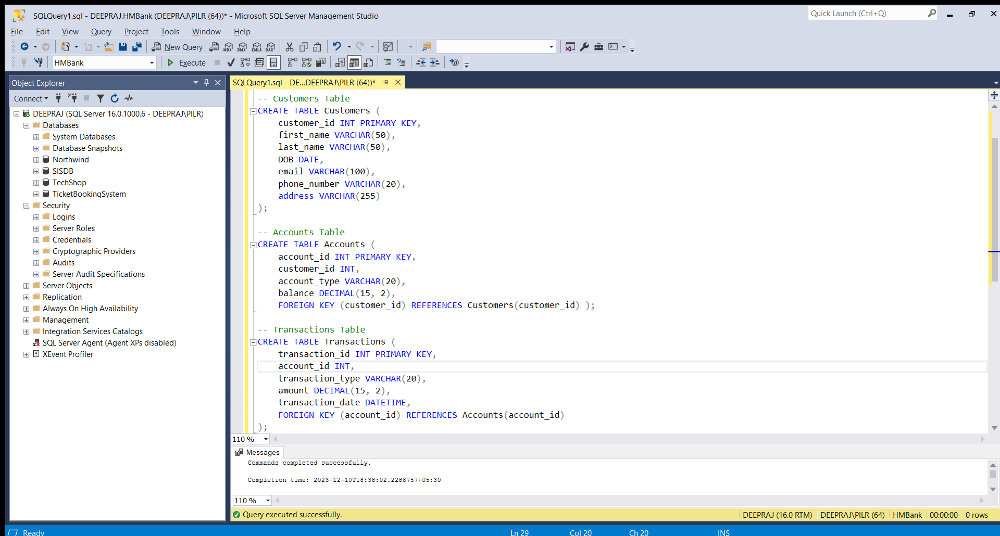 SQLQuery1.sql - DEEPRAJ.HMBank (DEEPRAJ\PILR (64))* - Microsoft SQL Server Management Studio
Quick Launch (Ctrl+Q)
File Edit View Query Project Tools Window Help
New Query MDX DMX XMLA DAX
HMBank Execute
Object Explorer
SQLQuery1.sql - DE...DEEPRAJ\PILR (64))*
Connect
DEEPRAJ (SQL Server 16.0.1000.6 - DEEPRAJ\PILR)
Databases
System Databases
Database Snapshots
Northwind
SISDB
TechShop
TicketBookingSystem
Security
Logins
Server Roles
Credentials
Cryptographic Providers
Audits
Server Audit Specifications
Server Objects
Replication
Always On High Availability
Management
Integration Services Catalogs
SQL Server Agent (Agent XPs disabled)
XEvent Profiler
-- Customers Table
CREATE TABLE Customers (
customer_id INT PRIMARY KEY,
first_name VARCHAR(50),
last_name VARCHAR(50),
DOB DATE,
email VARCHAR(100),
phone_number VARCHAR(20),
address VARCHAR(255)
);
-- Accounts Table
CREATE TABLE Accounts (
account_id INT PRIMARY KEY,
customer_id INT,
account_type VARCHAR(20),
balance DECIMAL(15, 2),
FOREIGN KEY (customer_id) REFERENCES Customers(customer_id) );
-- Transactions Table
CREATE TABLE Transactions (
transaction_id INT PRIMARY KEY,
account_id INT,
transaction_type VARCHAR(20),
amount DECIMAL(15, 2),
transaction_date DATETIME,
FOREIGN KEY (account_id) REFERENCES Accounts(account_id)
);
110 %
Messages
Commands completed successfully.
Completion time: 2023-12-10T18:38:02.2288757+05:30
110 %
Query executed successfully. DEEPRAJ (16.0 RTM) DEEPRAJ\PILR (64) HMBank 00:00:00 0 rows
Ready Ln 29 Col 20 Ch 20 INS